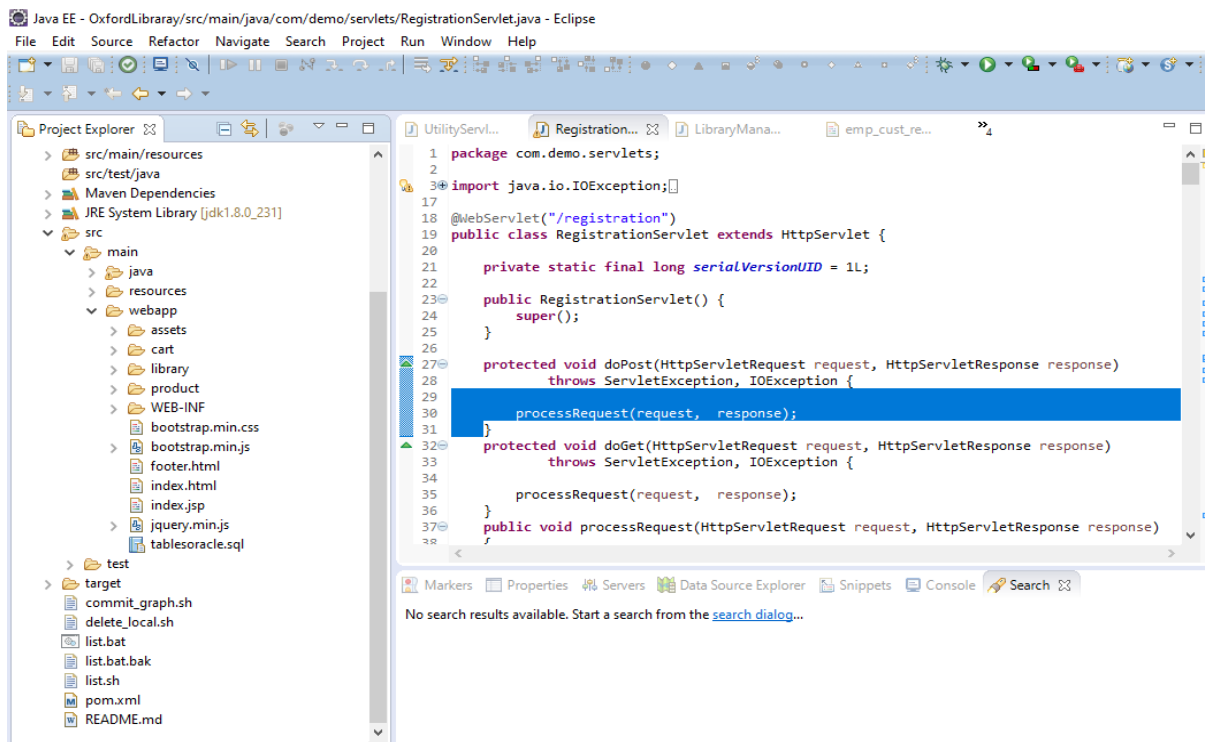 Java EE - OxfordLibraray/src/main/java/com/demo/servlets/RegistrationServlet.java - Eclipse
File Edit Source Refactor Navigate Search Project Run Window Help
Project Explorer
src/main/resources
src/test/java
Maven Dependencies
JRE System Library [jdk1.8.0_231]
src
main
java
resources
webapp
assets
cart
library
product
WEB-INF
bootstrap.min.css
bootstrap.min.js
footer.html
index.html
index.jsp
jquery.min.js
tablesoracle.sql
test
target
commit_graph.sh
delete_local.sh
list.bat
list.bat.bak
list.sh
pom.xml
README.md
UtilityServl... Registration... LibraryMana... emp_cust_re... »4
1 package com.demo.servlets;
2
3 import java.io.IOException;
17
18 @WebServlet("/registration")
19 public class RegistrationServlet extends HttpServlet {
20
21 private static final long serialVersionUID = 1L;
22
23 public RegistrationServlet() {
24 super();
25 }
26
27 protected void doPost(HttpServletRequest request, HttpServletResponse response)
28 throws ServletException, IOException {
29
30 processRequest(request, response);
31 }
32 protected void doGet(HttpServletRequest request, HttpServletResponse response)
33 throws ServletException, IOException {
34
35 processRequest(request, response);
36 }
37 public void processRequest(HttpServletRequest request, HttpServletResponse response)
38 {
Markers Properties Servers Data Source Explorer Snippets Console Search
No search results available. Start a search from the search dialog...